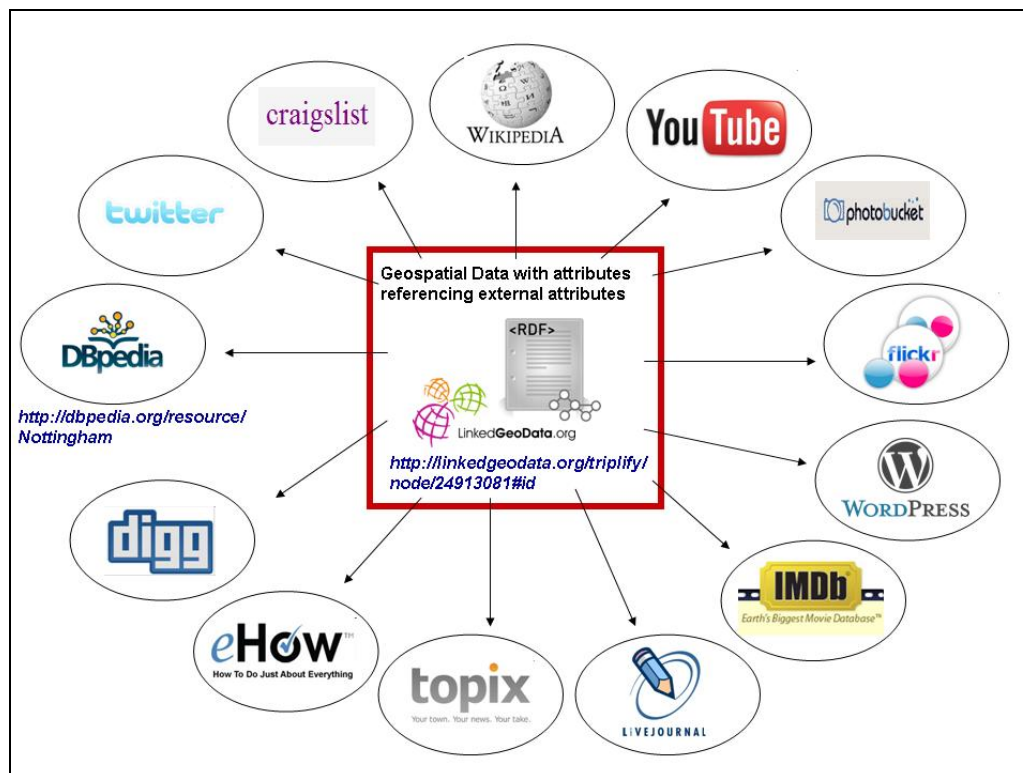 craigslist
WIKIPEDIA
YouTube
twitter
photobucket
Geospatial Data with attributes
referencing external attributes
<RDF>
DBpedia
flickr
http://dbpedia.org/resource/
Nottingham
LinkedGeoData.org
http://linkedgeodata.org/triplify/
node/24913081#id
WORDPRESS
digg
IMDb
Earth's Biggest Movie Database™
eHow™
How To Do Just About Everything
topix
Your town. Your news. Your take.
LiVEJOURNAL